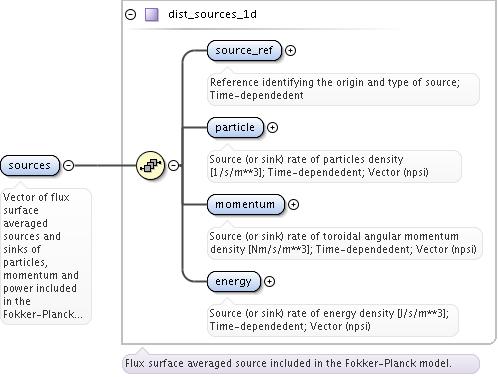 dist_sources_1d
source_ref
Reference identifying the origin and type of source;
Time-dependedent
particle
Source (or sink) rate of particles density
[1/s/m**3]; Time-dependedent; Vector (npsi)
sources
Vector of flux
surface
averaged
sources and
sinks of
particles,
momentum and
power included
in the
Fokker-Planck...
momentum
Source (or sink) rate of toroidal angular momentum
density [Nm/s/m**3]; Time-dependedent; Vector (npsi)
energy
Source (or sink) rate of energy density [J/s/m**3];
Time-dependedent; Vector (npsi)
Flux surface averaged source included in the Fokker-Planck model.